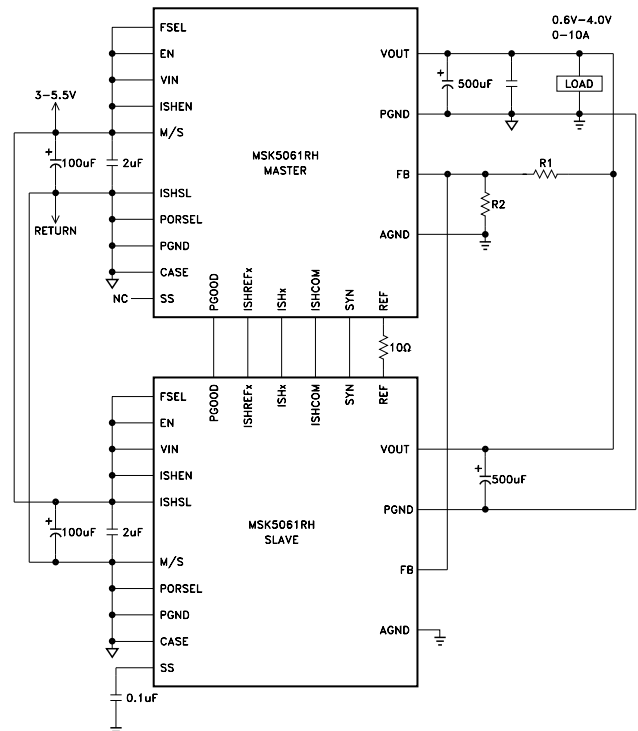 0.6V-4.0V
0-10A
FSEL
EN
VIN
ISHEN
M/S
ISHSL
PORSEL
PGND
CASE
SS
NC
3-5.5V
+
100uF
2uF
RETURN
MSK5061RH
MASTER
VOUT
PGND
FB
AGND
+
500uF
LOAD
R1
R2
PGOOD
ISHREFx
ISHx
ISHCOM
SYN
REF
10Ω
PGOOD
ISHREFx
ISHx
ISHCOM
SYN
REF
FSEL
EN
VIN
ISHEN
ISHSL
M/S
PORSEL
PGND
CASE
SS
+
100uF
2uF
0.1uF
MSK5061RH
SLAVE
VOUT
PGND
FB
AGND
+
500uF